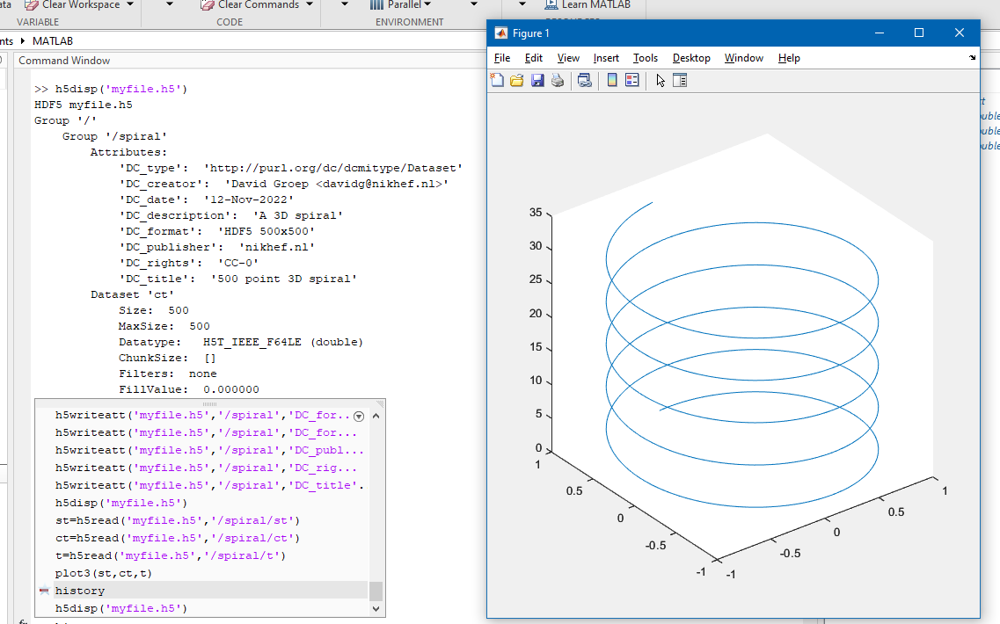 ata Clear Workspace Clear Commands Parallel Learn MATLAB
VARIABLE CODE ENVIRONMENT
nts MATLAB
Command Window
>> h5disp('myfile.h5')
HDF5 myfile.h5
Group '/'
Group '/spiral'
Attributes:
'DC_type': 'http://purl.org/dc/dcmitype/Dataset'
'DC_creator': 'David Groep <davidg@nikhef.nl>'
'DC_date': '12-Nov-2022'
'DC_description': 'A 3D spiral'
'DC_format': 'HDF5 500x500'
'DC_publisher': 'nikhef.nl'
'DC_rights': 'CC-0'
'DC_title': '500 point 3D spiral'
Dataset 'ct'
Size: 500
MaxSize: 500
Datatype: H5T_IEEE_F64LE (double)
ChunkSize: []
Filters: none
FillValue: 0.000000
h5writeatt('myfile.h5','/spiral','DC_for...
h5writeatt('myfile.h5','/spiral','DC_for...
h5writeatt('myfile.h5','/spiral','DC_publ...
h5writeatt('myfile.h5','/spiral','DC_rig...
h5writeatt('myfile.h5','/spiral','DC_title'.
h5disp('myfile.h5')
st=h5read('myfile.h5','/spiral/st')
ct=h5read('myfile.h5','/spiral/ct')
t=h5read('myfile.h5','/spiral/t')
plot3(st,ct,t)
history
h5disp('myfile.h5')
Figure 1
File Edit View Insert Tools Desktop Window Help
35
30
25
20
15
10
5
0
1
0.5
0
-0.5
-1
-1
-0.5
0
0.5
1
uble
uble
uble